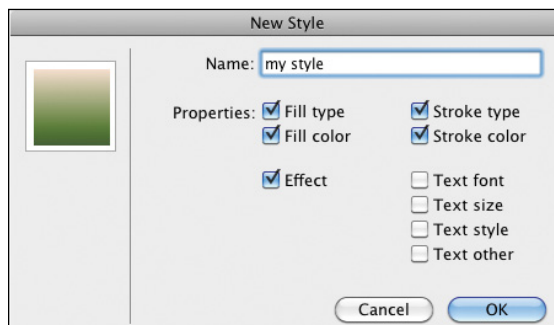 New Style
Name: my style
Properties: Fill type Stroke type
Fill color Stroke color
Effect Text font
Text size
Text style
Text other
Cancel OK